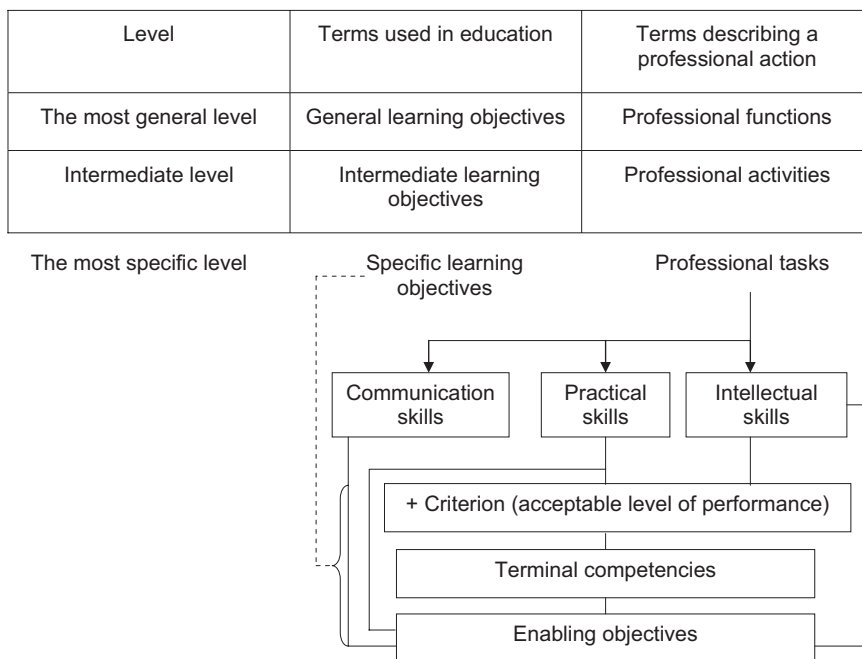 Level
Terms used in education
Terms describing a
professional action
The most general level
General learning objectives
Professional functions
Intermediate level
Intermediate learning
objectives
Professional activities
The most specific level
Specific learning
objectives
Professional tasks
Communication
skills
Practical
skills
Intellectual
skills
+ Criterion (acceptable level of performance)
Terminal competencies
Enabling objectives